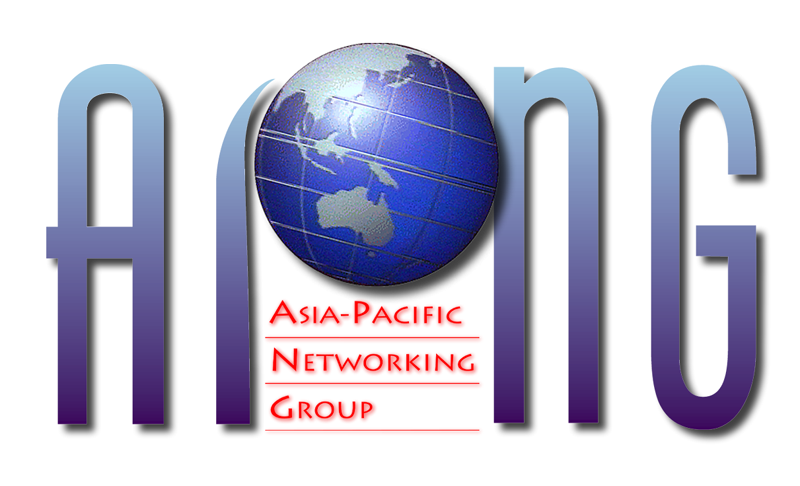 APNG
Asia-Pacific
Networking
Group